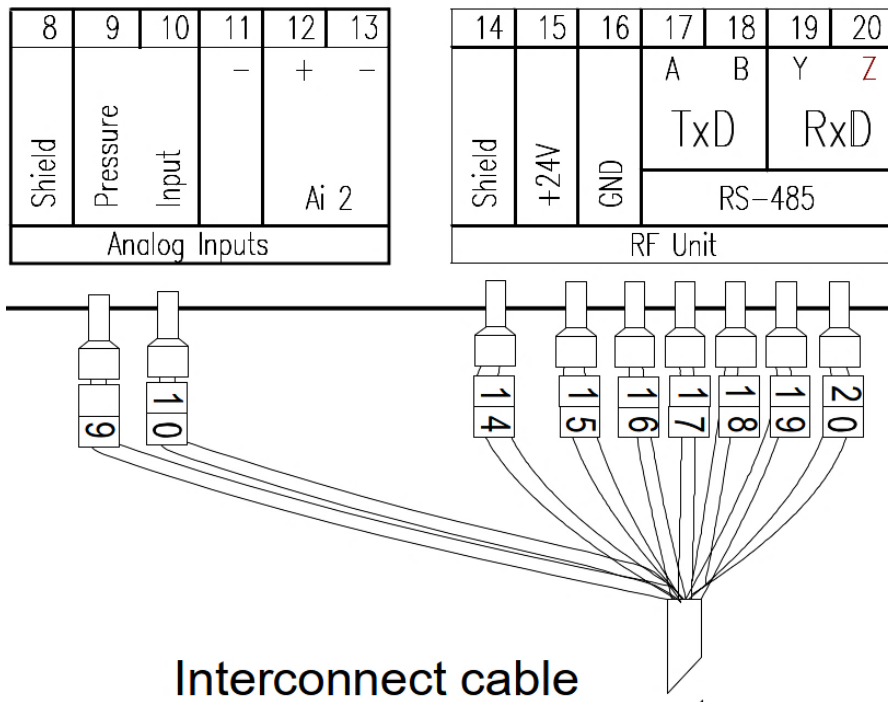 8 9 10 11 12 13 14 15 16 17 18 19 20
− + − A B Y Z
Shield Pressure Input Ai 2 Shield +24V GND TxD RxD
RS-485
Analog Inputs RF Unit
9 10 14 15 16 17 18 19 20
Interconnect cable